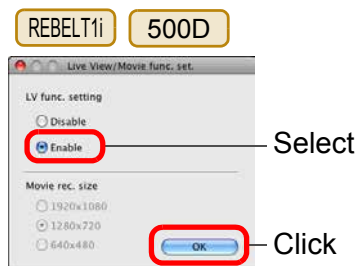 REBELT1i 500D
Live View/Movie func. set.
LV func. setting
Disable
Enable
Select
Movie rec. size
1920x1080
1280x720
640x480
OK
Click